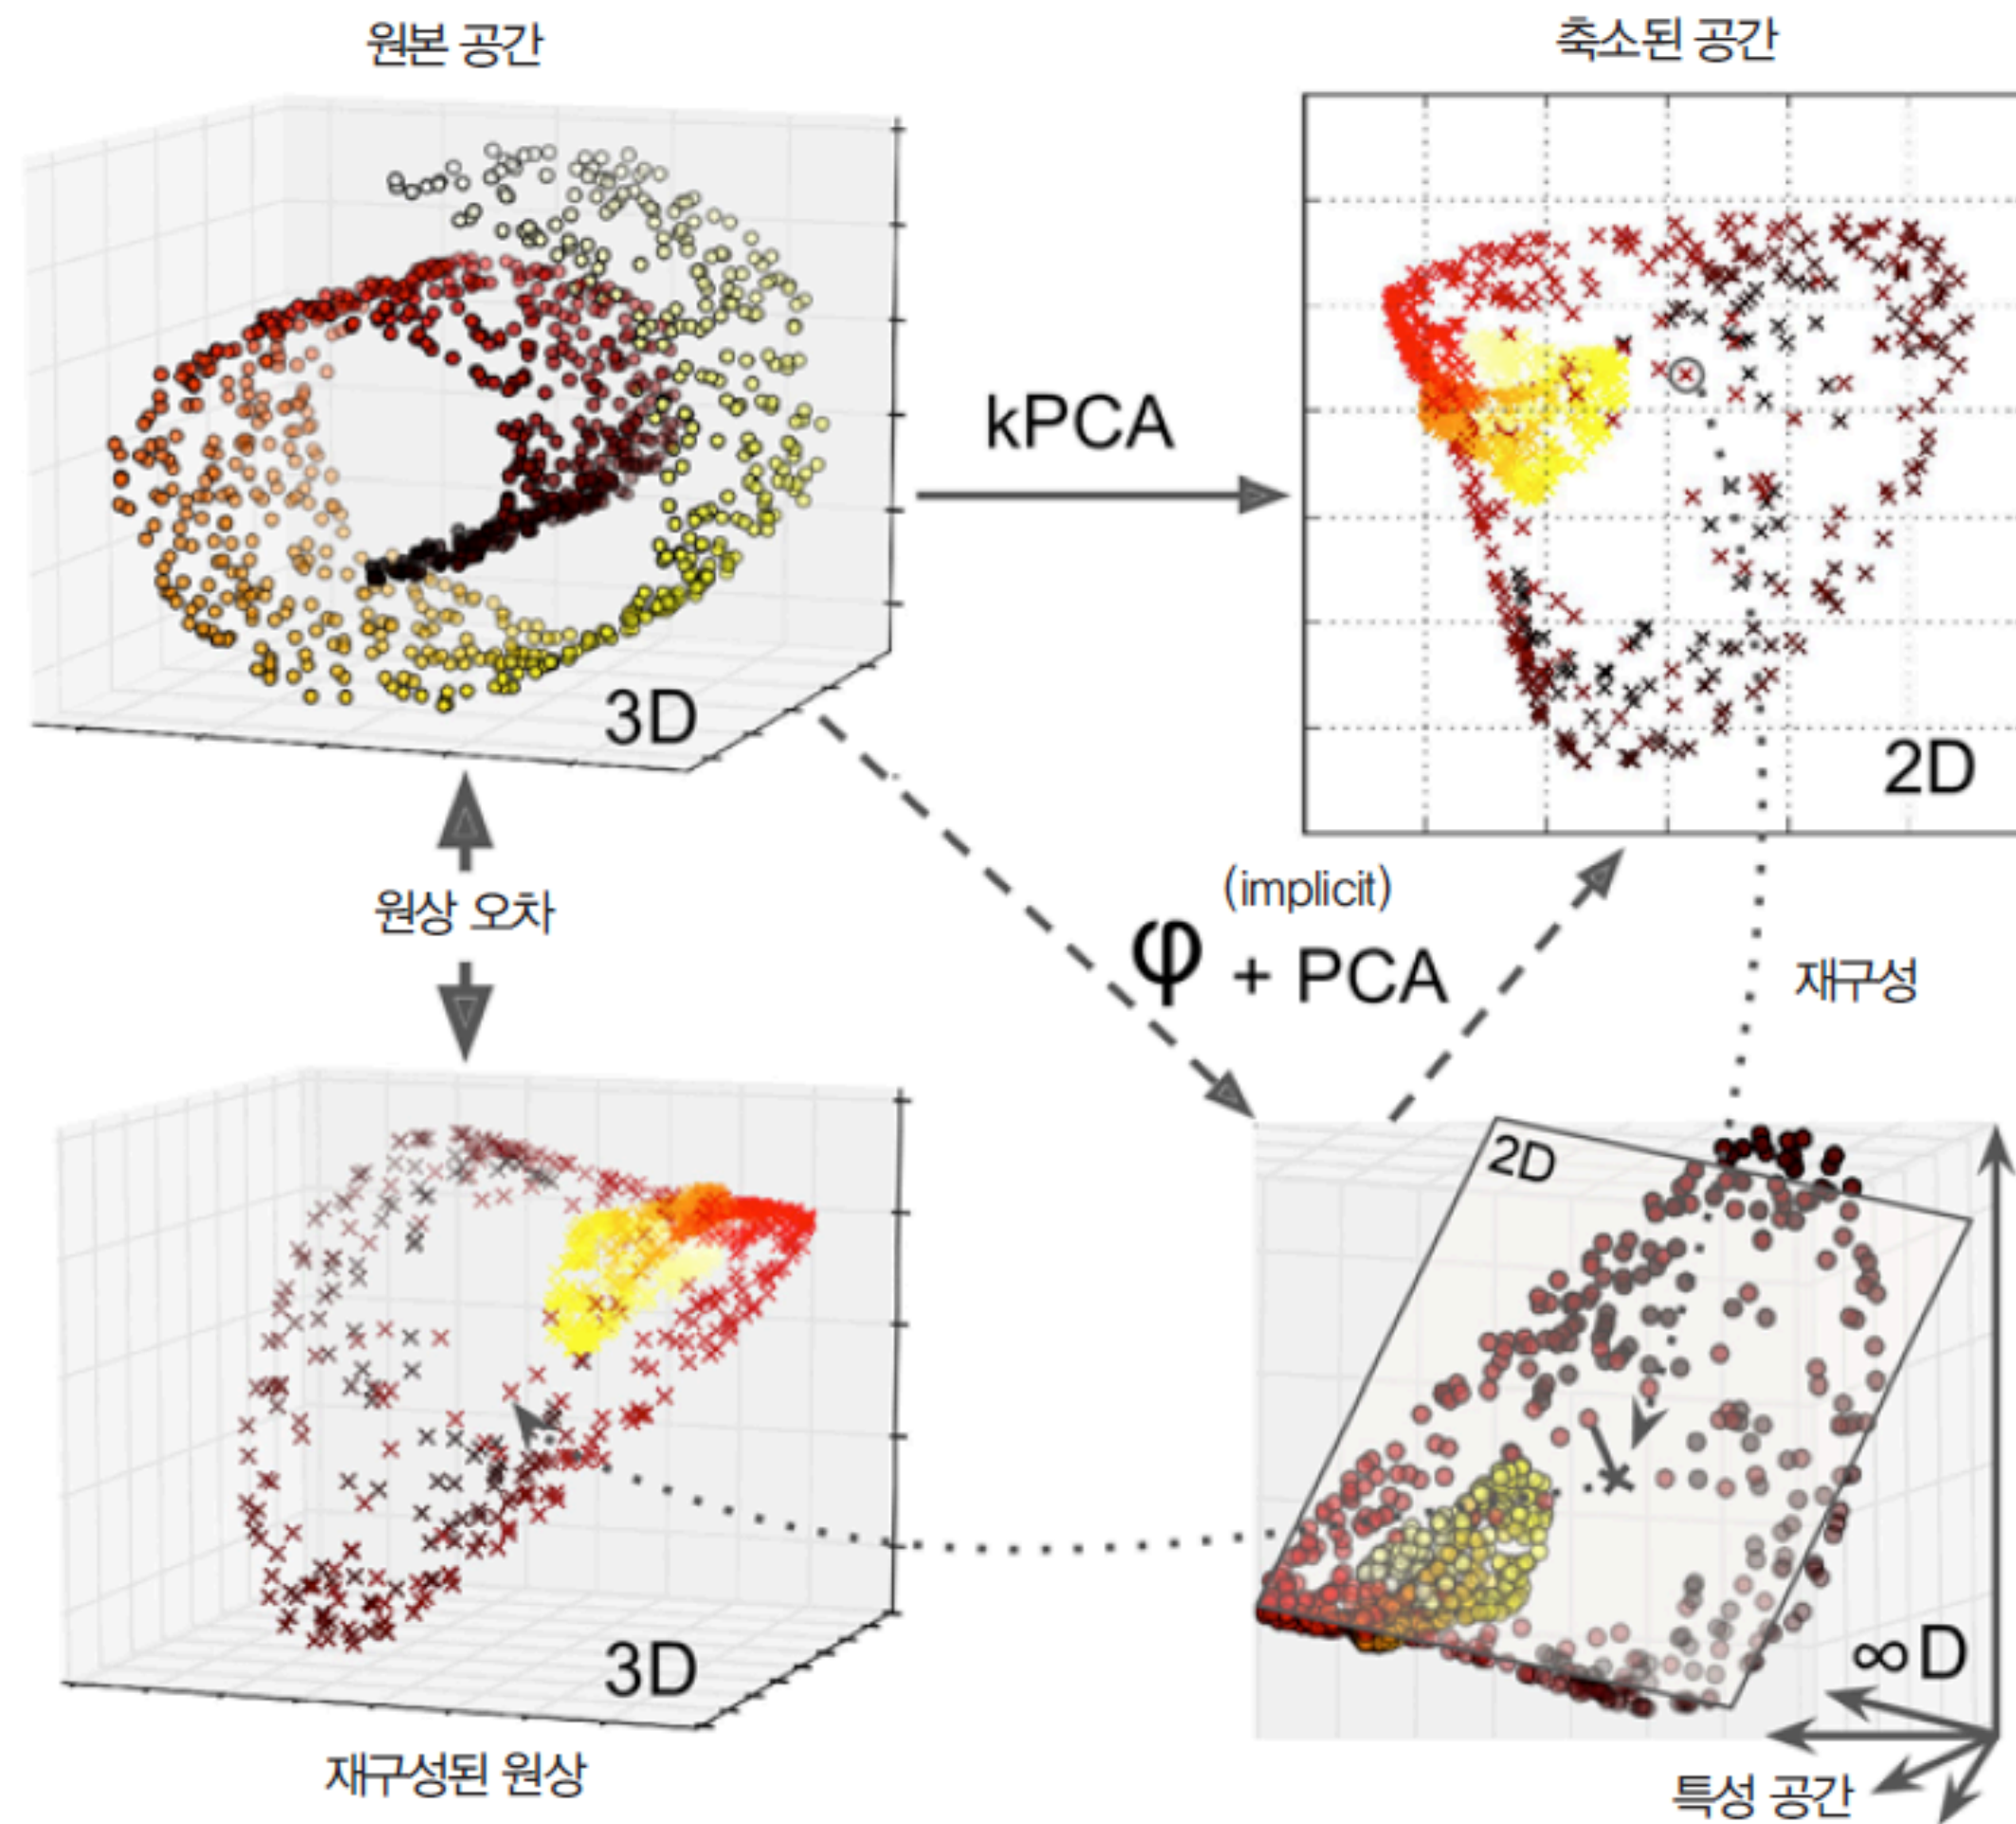 원본 공간
축소된 공간
kPCA
3D
2D
원상 오차
(implicit)
φ + PCA
재구성
2D
3D
∞D
재구성된 원상
특성 공간